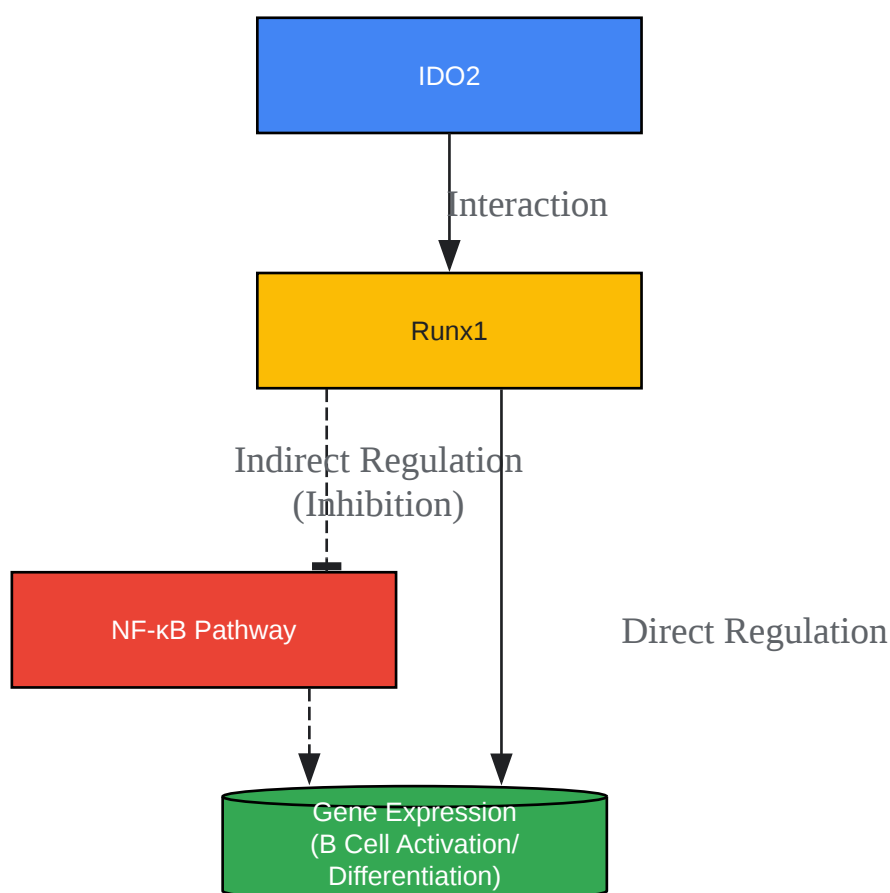 IDO2
Interaction
Runx1
Indirect Regulation
(Inhibition)
NF-κB Pathway
Direct Regulation
Gene Expression
(B Cell Activation/
Differentiation)